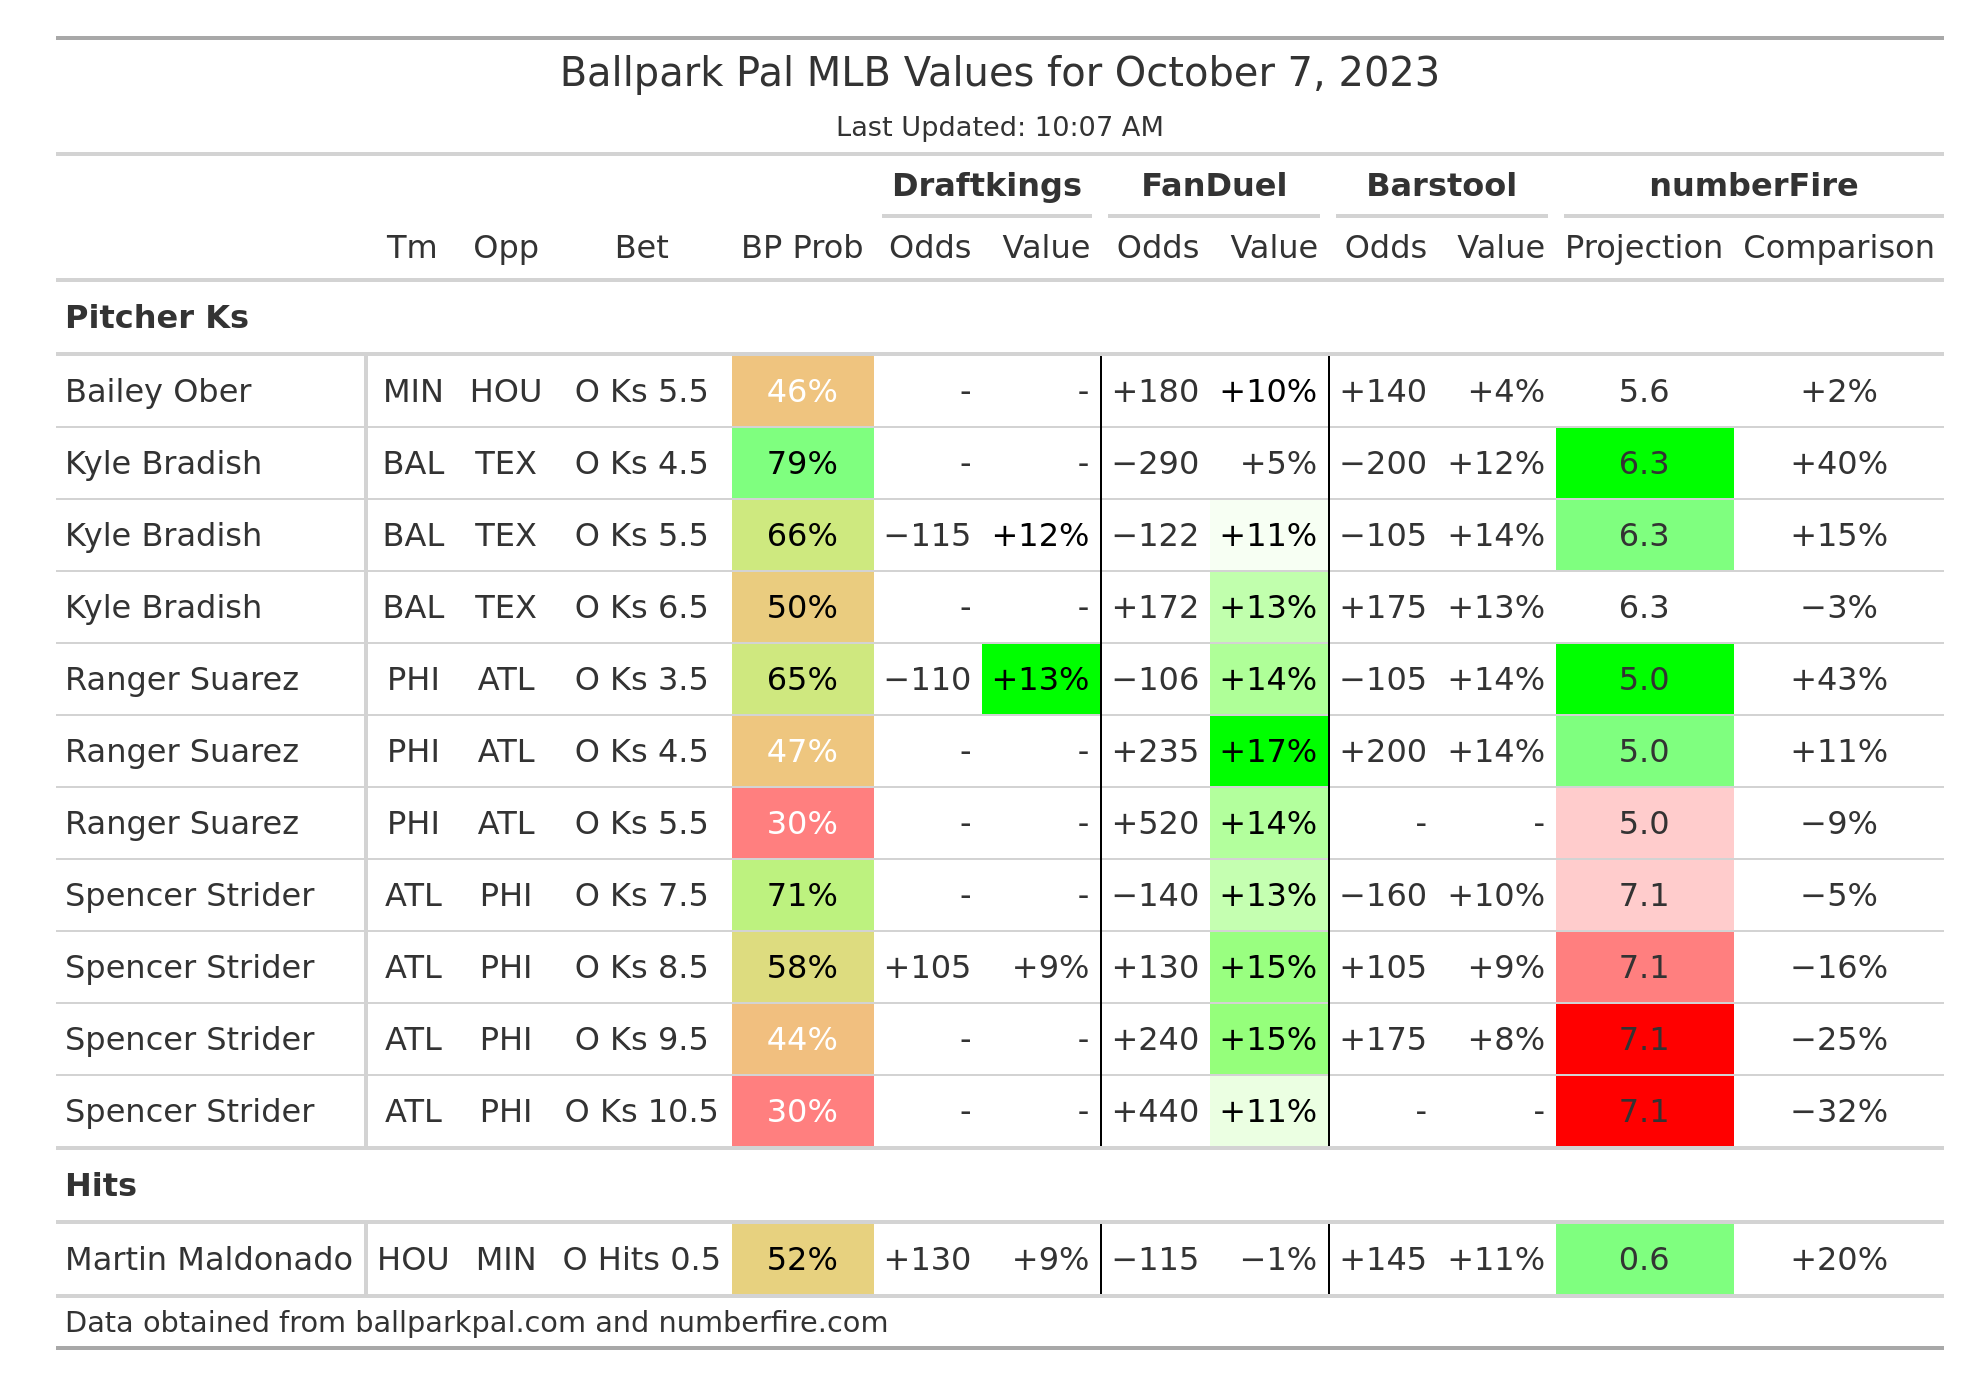 Ballpark Pal MLB Values for October 7, 2023
Last Updated: 10:07 AM
Draftkings FanDuel Barstool numberFire
Tm Opp Bet BP Prob Odds Value Odds Value Odds Value Projection Comparison
Pitcher Ks
Bailey Ober MIN HOU O Ks 5.5 46% - - +180 +10% +140 +4% 5.6 +2%
Kyle Bradish BAL TEX O Ks 4.5 79% - - −290 +5% −200 +12% 6.3 +40%
Kyle Bradish BAL TEX O Ks 5.5 66% −115 +12% −122 +11% −105 +14% 6.3 +15%
Kyle Bradish BAL TEX O Ks 6.5 50% - - +172 +13% +175 +13% 6.3 −3%
Ranger Suarez PHI ATL O Ks 3.5 65% −110 +13% −106 +14% −105 +14% 5.0 +43%
Ranger Suarez PHI ATL O Ks 4.5 47% - - +235 +17% +200 +14% 5.0 +11%
Ranger Suarez PHI ATL O Ks 5.5 30% - - +520 +14% - - 5.0 −9%
Spencer Strider ATL PHI O Ks 7.5 71% - - −140 +13% −160 +10% 7.1 −5%
Spencer Strider ATL PHI O Ks 8.5 58% +105 +9% +130 +15% +105 +9% 7.1 −16%
Spencer Strider ATL PHI O Ks 9.5 44% - - +240 +15% +175 +8% 7.1 −25%
Spencer Strider ATL PHI O Ks 10.5 30% - - +440 +11% - - 7.1 −32%
Hits
Martin Maldonado HOU MIN O Hits 0.5 52% +130 +9% −115 −1% +145 +11% 0.6 +20%
Data obtained from ballparkpal.com and numberfire.com